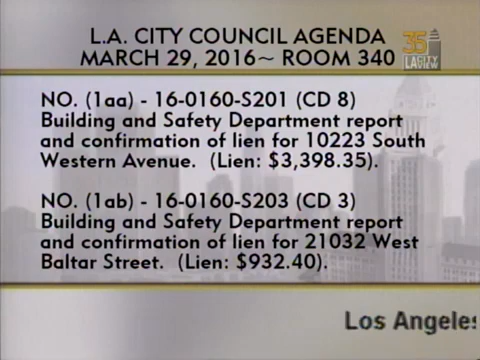 L.A. CITY COUNCIL AGENDA
MARCH 29, 2016~ ROOM 340
35
LA CITY
VIEW
NO. (1aa) - 16-0160-S201 (CD 8)
Building and Safety Department report
and confirmation of lien for 10223 South
Western Avenue.  (Lien: $3,398.35).
NO. (1ab) - 16-0160-S203 (CD 3)
Building and Safety Department report
and confirmation of lien for 21032 West
Baltar Street.  (Lien: $932.40).
Los Angeles